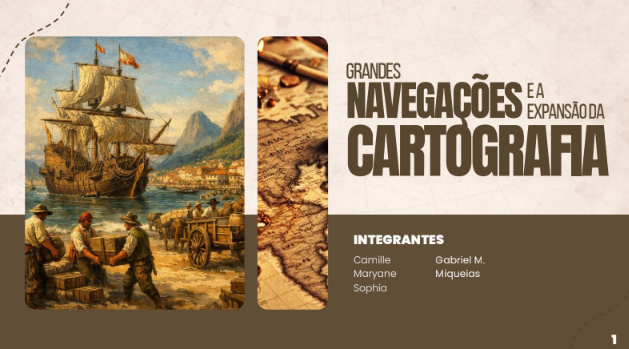 GRANDES
NAVEGAÇÕES E A
EXPANSÃO DA
CARTOGRAFIA
INTEGRANTES
Camille
Maryane
Sophia
Gabriel M.
Miqueias
1